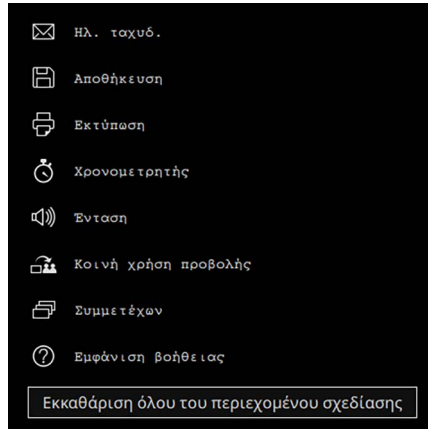 Ηλ. ταχυδ.
Αποθήκευση
Εκτύπωση
Χρονομετρητής
Ένταση
Κοινή χρήση προβολής
Συμμετέχων
Εμφάνιση βοήθειας
Εκκαθάριση όλου του περιεχομένου σχεδίασης